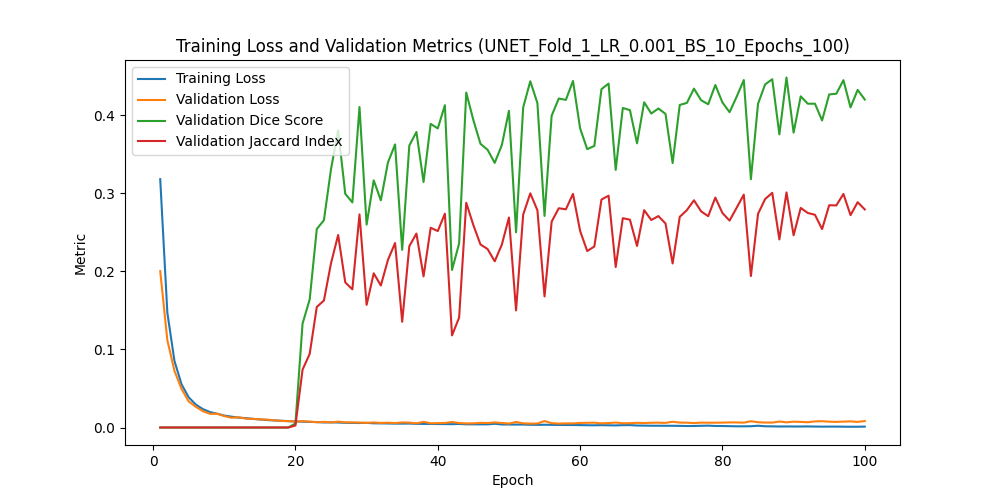 Training Loss and Validation Metrics (UNET_Fold_1_LR_0.001_BS_10_Epochs_100)
Training Loss
Validation Loss
Validation Dice Score
Validation Jaccard Index
Metric
0.4
0.3
0.2
0.1
0.0
0 20 40 60 80 100
Epoch